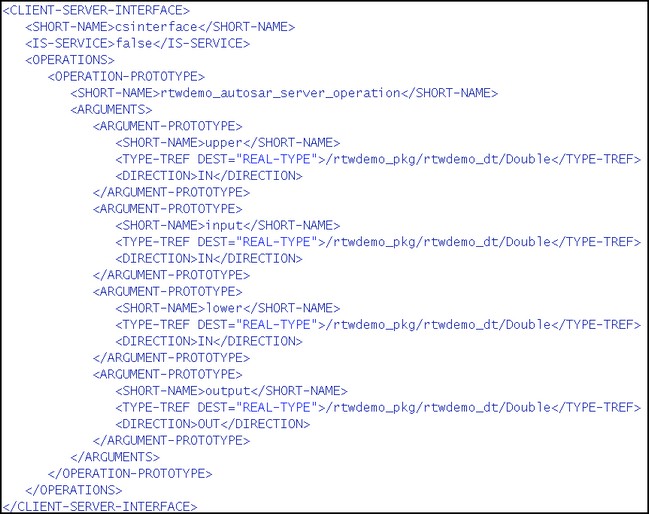 <CLIENT-SERVER-INTERFACE>
<SHORT-NAME>csinterface</SHORT-NAME>
<IS-SERVICE>false</IS-SERVICE>
<OPERATIONS>
<OPERATION-PROTOTYPE>
<SHORT-NAME>rtwdemo_autosar_server_operation</SHORT-NAME>
<ARGUMENTS>
<ARGUMENT-PROTOTYPE>
<SHORT-NAME>upper</SHORT-NAME>
<TYPE-TREF DEST="REAL-TYPE">/rtwdemo_pkg/rtwdemo_dt/Double</TYPE-TREF>
<DIRECTION>IN</DIRECTION>
</ARGUMENT-PROTOTYPE>
<ARGUMENT-PROTOTYPE>
<SHORT-NAME>input</SHORT-NAME>
<TYPE-TREF DEST="REAL-TYPE">/rtwdemo_pkg/rtwdemo_dt/Double</TYPE-TREF>
<DIRECTION>IN</DIRECTION>
</ARGUMENT-PROTOTYPE>
<ARGUMENT-PROTOTYPE>
<SHORT-NAME>lower</SHORT-NAME>
<TYPE-TREF DEST="REAL-TYPE">/rtwdemo_pkg/rtwdemo_dt/Double</TYPE-TREF>
<DIRECTION>IN</DIRECTION>
</ARGUMENT-PROTOTYPE>
<ARGUMENT-PROTOTYPE>
<SHORT-NAME>output</SHORT-NAME>
<TYPE-TREF DEST="REAL-TYPE">/rtwdemo_pkg/rtwdemo_dt/Double</TYPE-TREF>
<DIRECTION>OUT</DIRECTION>
</ARGUMENT-PROTOTYPE>
</ARGUMENTS>
</OPERATION-PROTOTYPE>
</OPERATIONS>
</CLIENT-SERVER-INTERFACE>